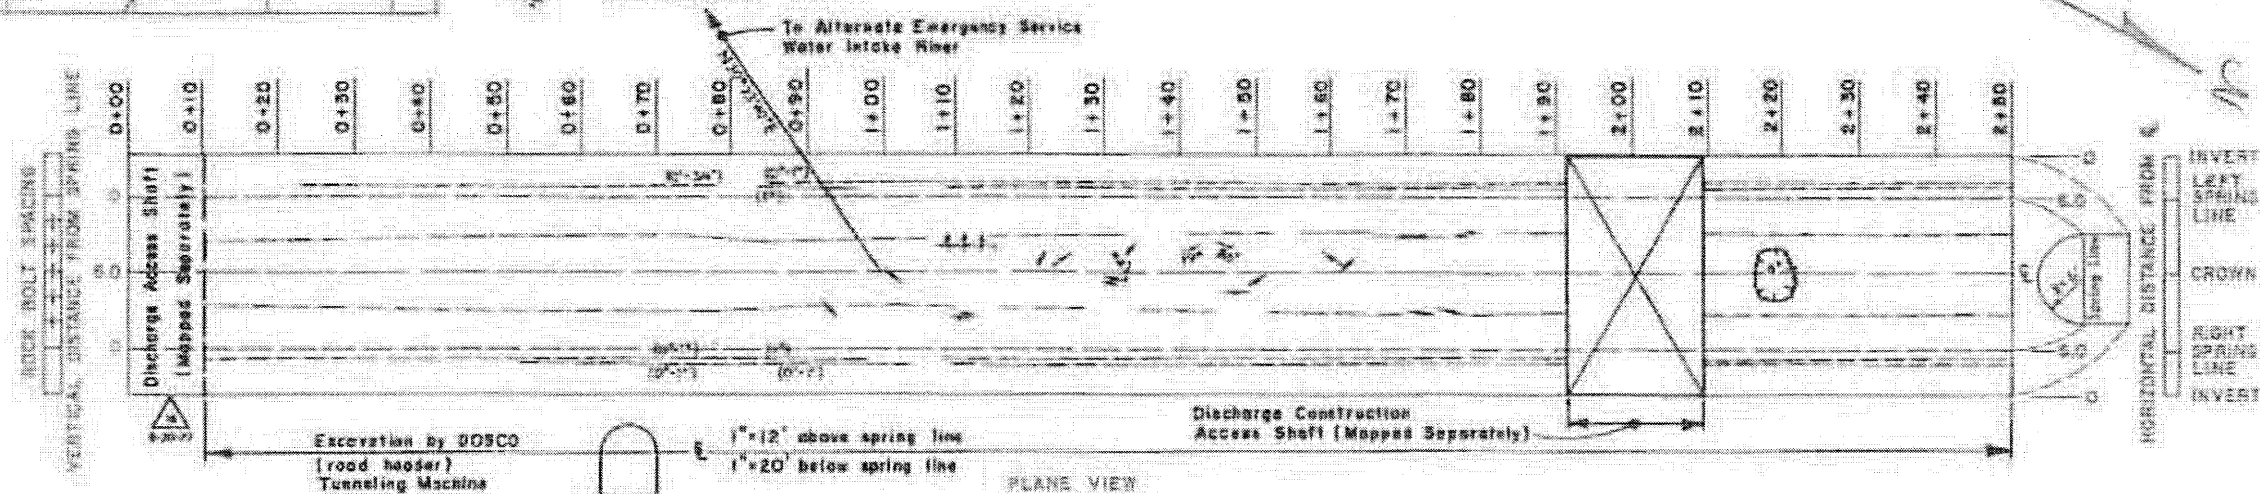 To Alternate Emergency Service
Water Intake Riser
0+00
0+10
0+20
0+30
0+40
0+50
0+60
0+70
0+80
0+90
1+00
1+10
1+20
1+30
1+40
1+50
1+60
1+70
1+80
1+90
2+00
2+10
2+20
2+30
2+40
2+50
N
ROCK BOLT SPACING
VERTICAL DISTANCE FROM SPRING LINE
Discharge Access Shaft
(Mapped Separately)
HORIZONTAL DISTANCE FROM ℄
0
INVERT
LEFT
SPRING
LINE
CROWN
Spring line
RIGHT
SPRING
LINE
0
INVERT
Excavation by DOSCO
(road header)
Tunneling Machine
℄
1"=12' above spring line
1"=20' below spring line
Discharge Construction
Access Shaft (Mapped Separately)
PLANE VIEW